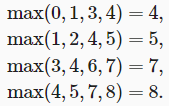 max(0, 1, 3, 4) = 4,
max(1, 2, 4, 5) = 5,
max(3, 4, 6, 7) = 7,
max(4, 5, 7, 8) = 8.